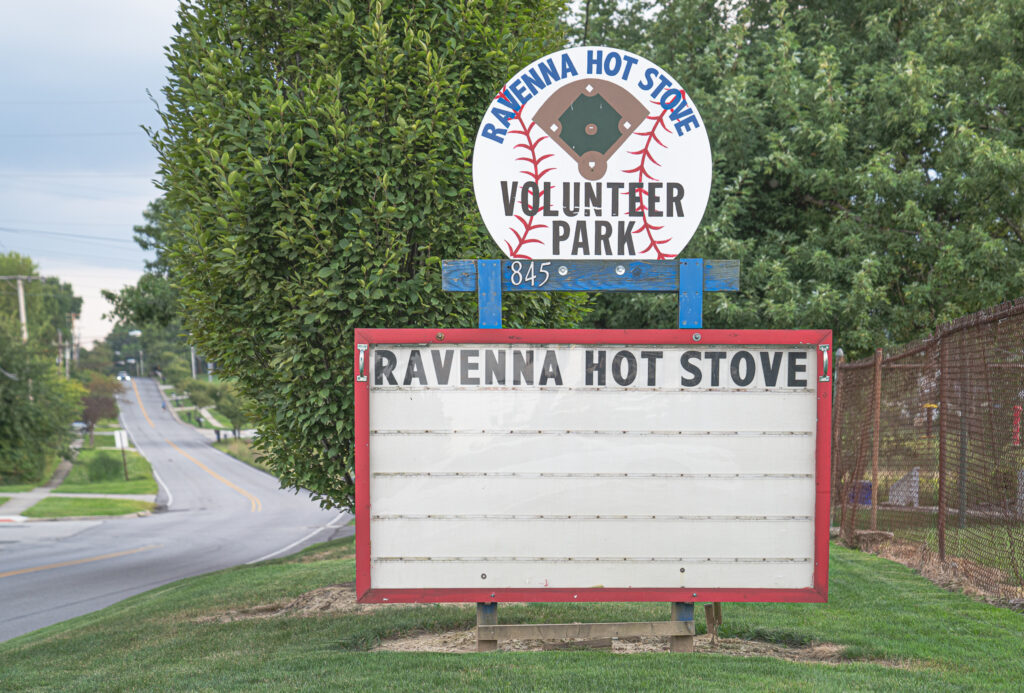 RAVENNA HOT STOVE
VOLUNTEER
PARK
845
RAVENNA HOT STOVE